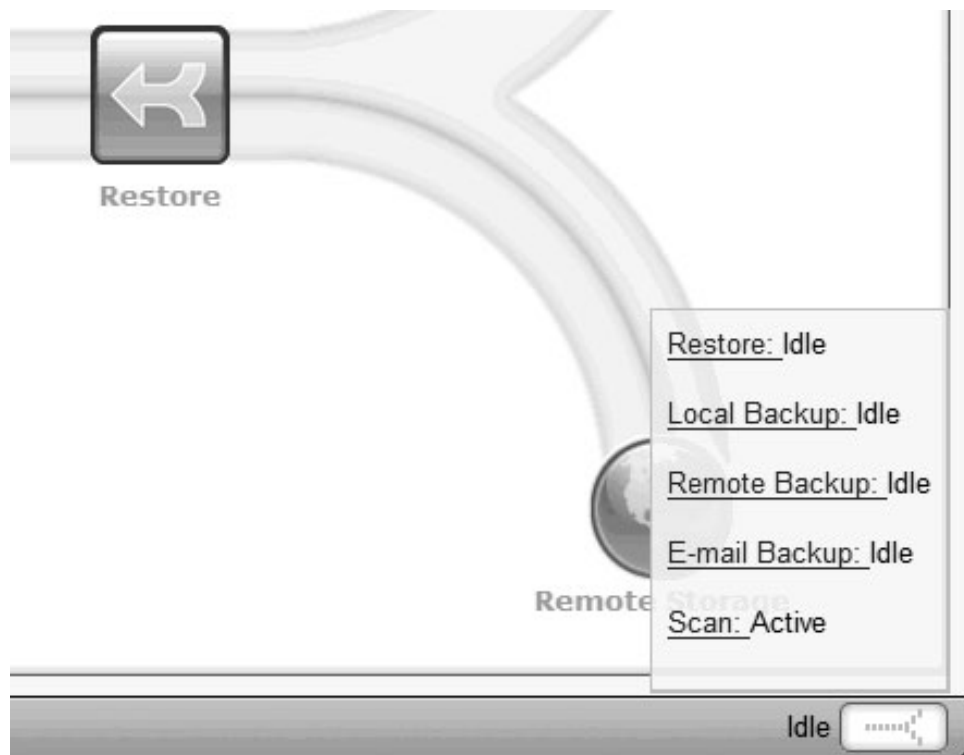 Restore
Restore: Idle
Local Backup: Idle
Remote Backup: Idle
E-mail Backup: Idle
Remote Storage
Scan: Active
Idle